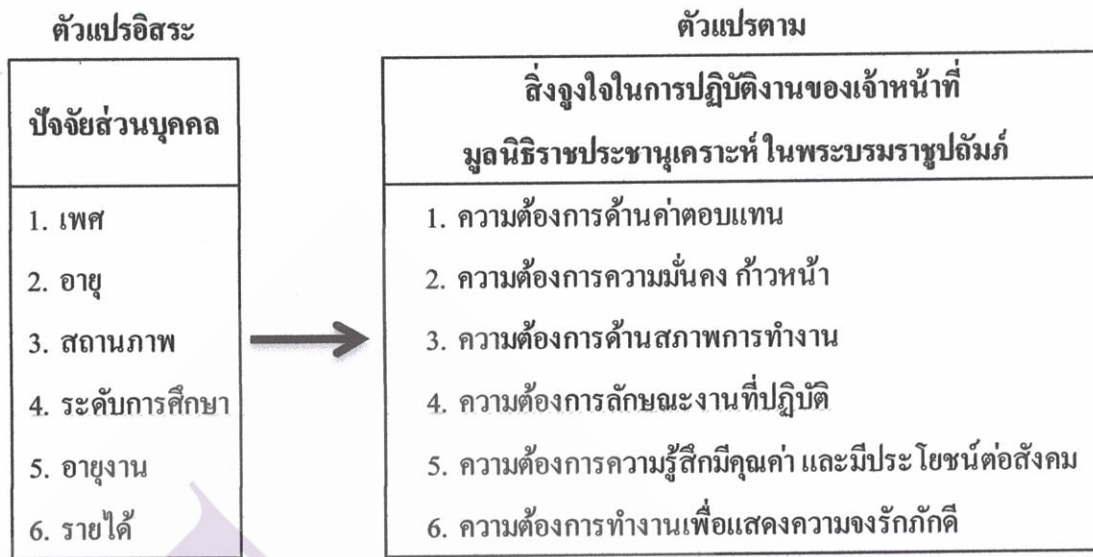 ตัวแปรอิสระ
ปัจจัยส่วนบุคคล
1. เพศ
2. อายุ
3. สถานภาพ
4. ระดับการศึกษา
5. อายุงาน
6. รายได้
ตัวแปรตาม
สิ่งจูงใจในการปฏิบัติงานของเจ้าหน้าที่
มูลนิธิราชประชานุเคราะห์ ในพระบรมราชูปถัมภ์
1. ความต้องการด้านค่าตอบแทน
2. ความต้องการความมั่นคง ก้าวหน้า
3. ความต้องการด้านสภาพการทำงาน
4. ความต้องการลักษณะงานที่ปฏิบัติ
5. ความต้องการความรู้สึกมีคุณค่า และมีประโยชน์ต่อสังคม
6. ความต้องการทำงานเพื่อแสดงความจงรักภักดี